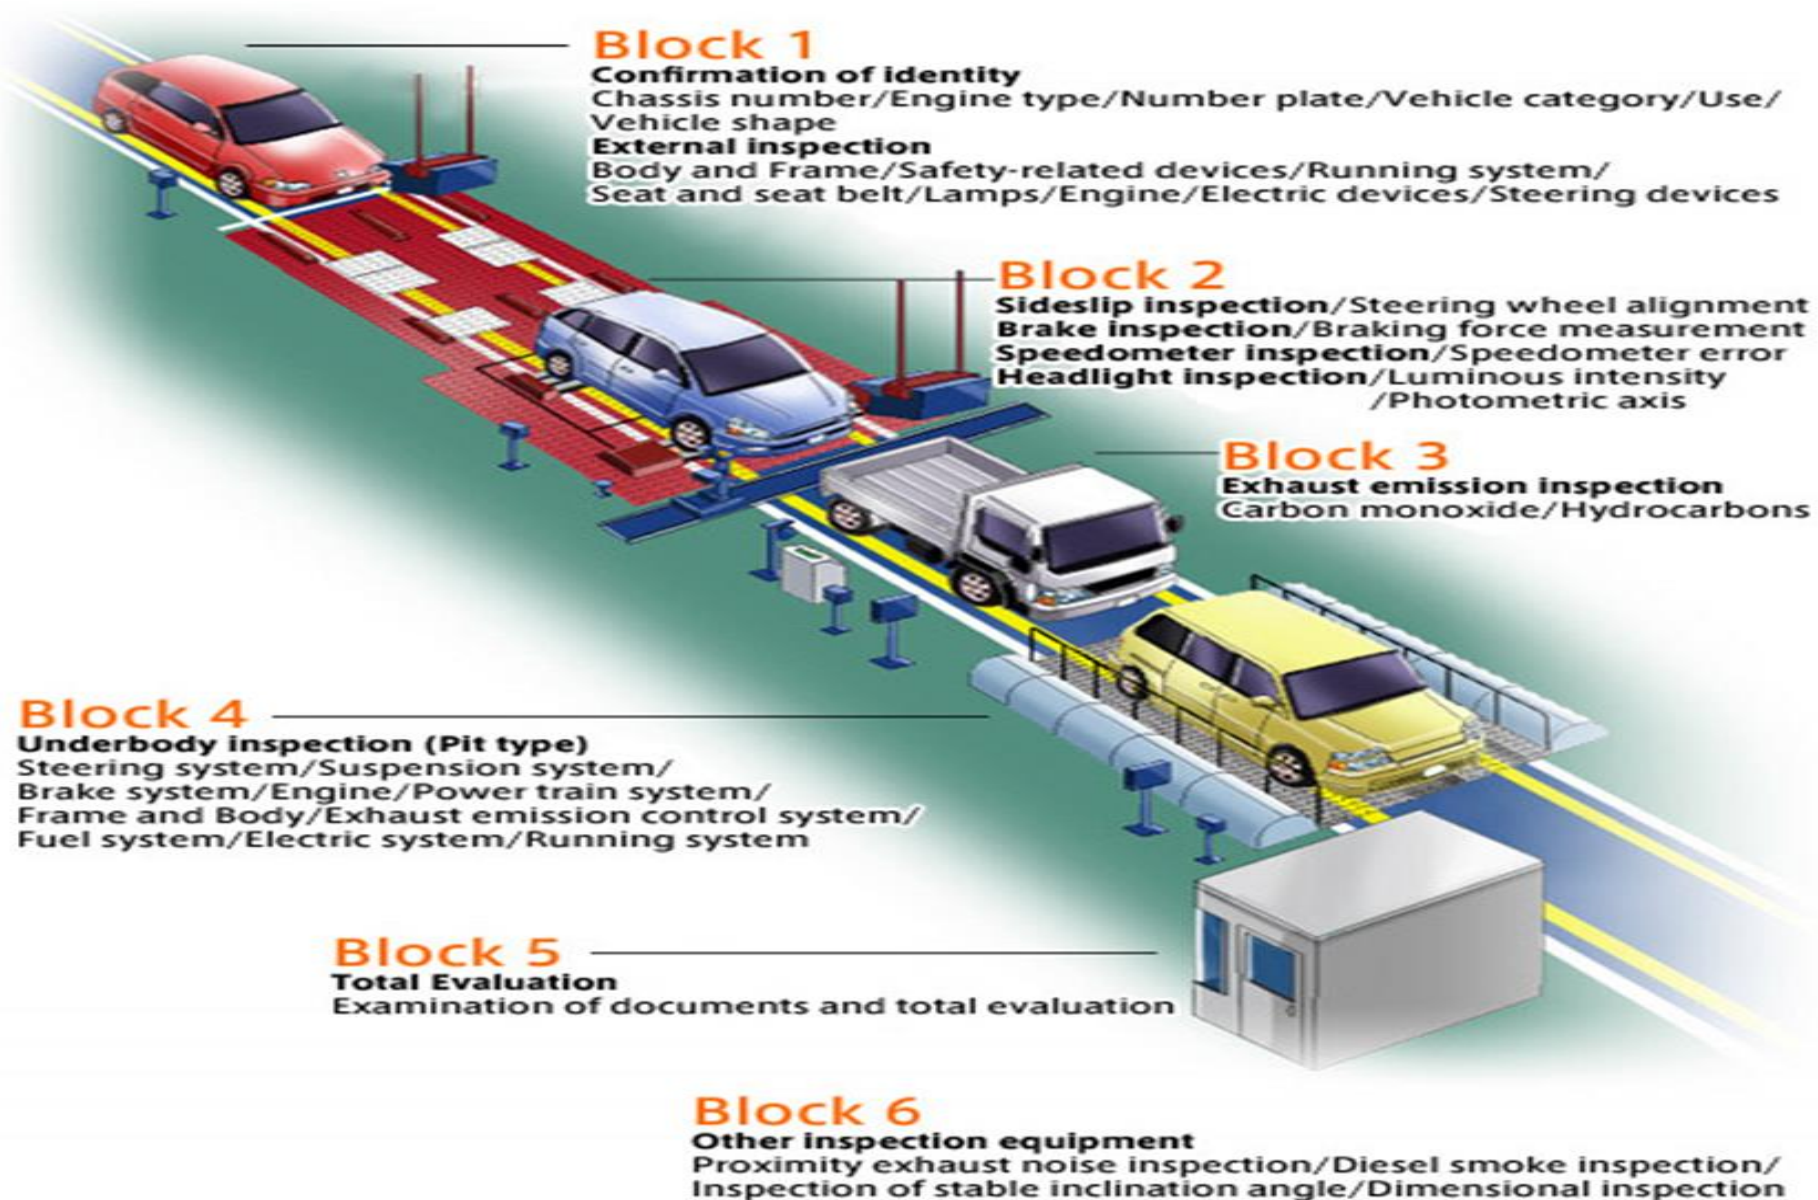 Block 1
Confirmation of identity
Chassis number/Engine type/Number plate/Vehicle category/Use/
Vehicle shape
External inspection
Body and Frame/Safety-related devices/Running system/
Seat and seat belt/Lamps/Engine/Electric devices/Steering devices
Block 2
Sideslip inspection/Steering wheel alignment
Brake inspection/Braking force measurement
Speedometer inspection/Speedometer error
Headlight inspection/Luminous intensity
/Photometric axis
Block 3
Exhaust emission inspection
Carbon monoxide/Hydrocarbons
Block 4
Underbody inspection (Pit type)
Steering system/Suspension system/
Brake system/Engine/Power train system/
Frame and Body/Exhaust emission control system/
Fuel system/Electric system/Running system
Block 5
Total Evaluation
Examination of documents and total evaluation
Block 6
Other inspection equipment
Proximity exhaust noise inspection/Diesel smoke inspection/
Inspection of stable inclination angle/Dimensional inspection